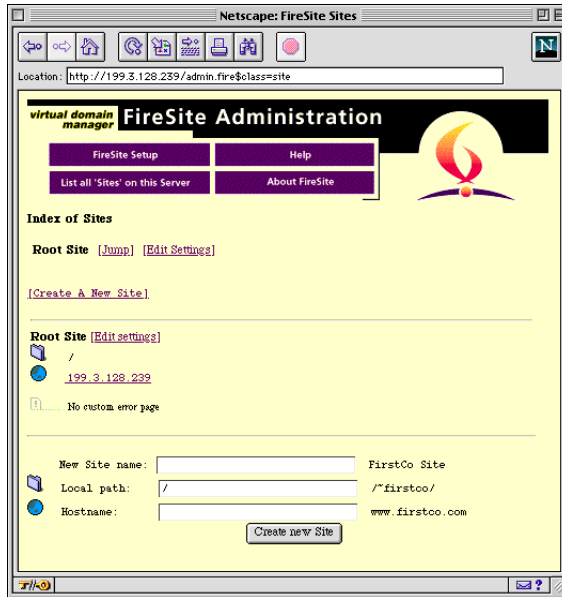 Netscape: FireSite Sites
N
Location: http://199.3.128.239/admin.fire$class=site
virtual domain manager FireSite Administration
FireSite Setup Help
List all 'Sites' on this Server About FireSite
Index of Sites
Root Site [Jump] [Edit Settings]
[Create A New Site]
Root Site [Edit settings]
/
199.3.128.239
No custom error page
New Site name: FirstCo Site
Local path: / /~firstco/
Hostname: www.firstco.com
Create new Site
?